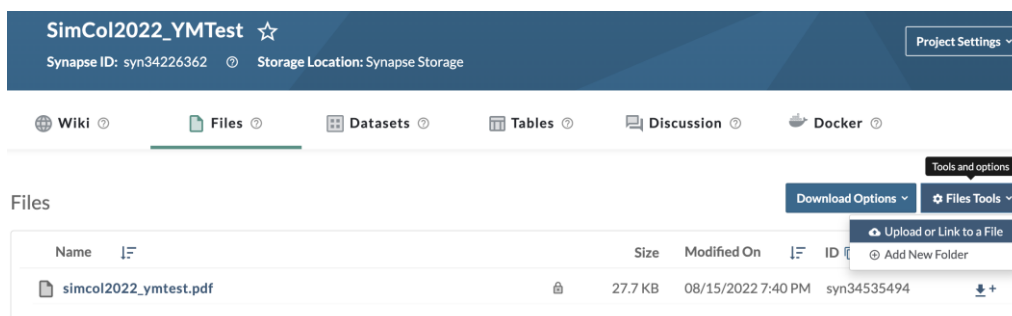 SimCol2022_YMTest
Project Settings
Synapse ID: syn34226362 Storage Location: Synapse Storage
Wiki Files Datasets Tables Discussion Docker
Tools and options
Files Download Options Files Tools
Upload or Link to a File
Name Size Modified On ID
Add New Folder
simcol2022_ymtest.pdf 27.7 KB 08/15/2022 7:40 PM syn34535494